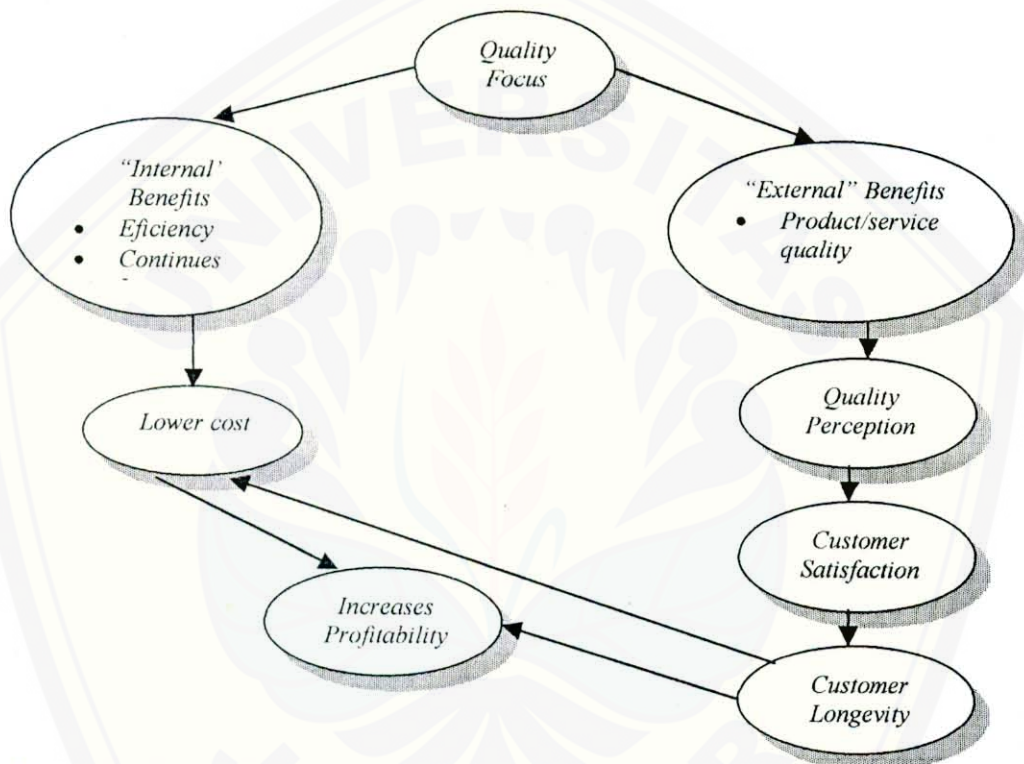 Quality
Focus
“Internal’
Benefits
• Eficiency
• Continues
“External” Benefits
• Product/service
quality
Lower cost
Quality
Perception
Customer
Satisfaction
Increases
Profitability
Customer
Longevity
UNIVERSITAS